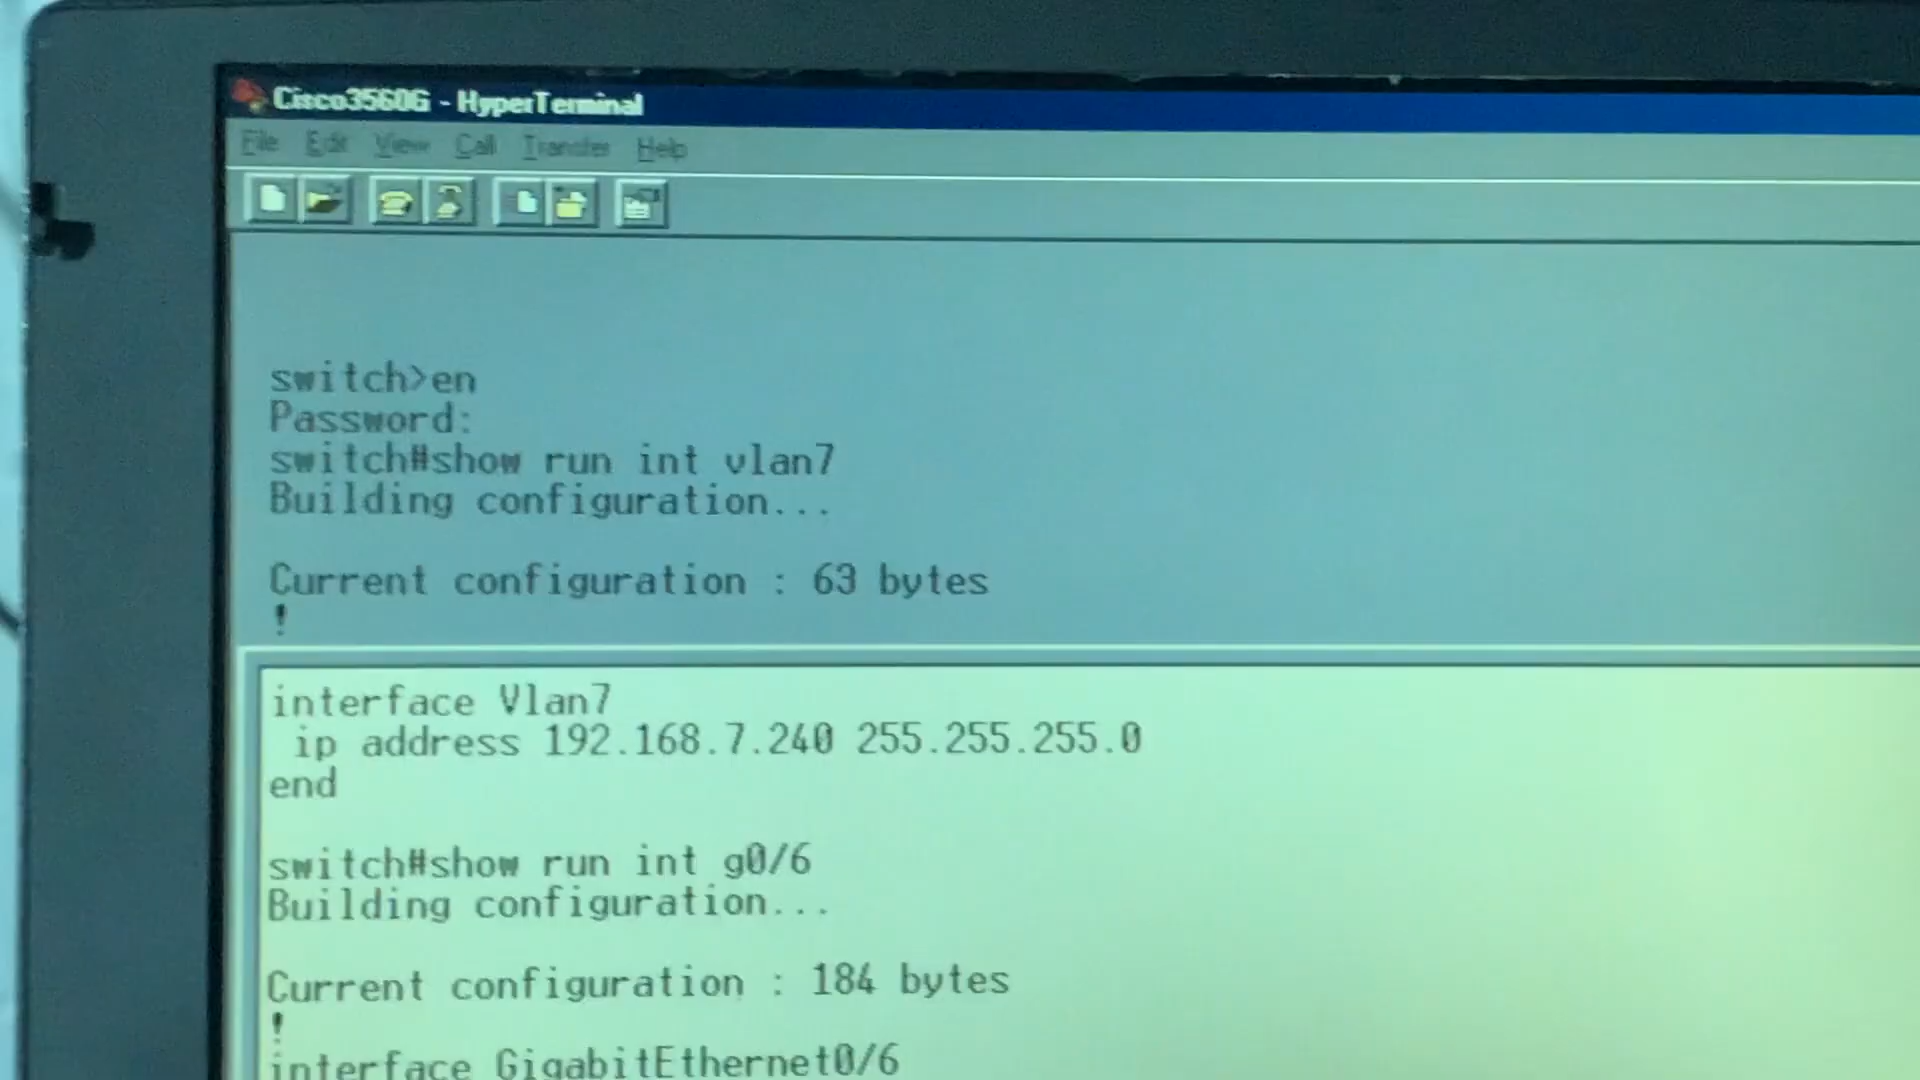 Cisco3560G - HyperTerminal
File Edit View Call Transfer Help
switch>en
Password:
switch#show run int vlan7
Building configuration...
Current configuration : 63 bytes
!
interface Vlan7
ip address 192.168.7.240 255.255.255.0
end
switch#show run int g0/6
Building configuration...
Current configuration : 184 bytes
!
interface GigabitEthernet0/6